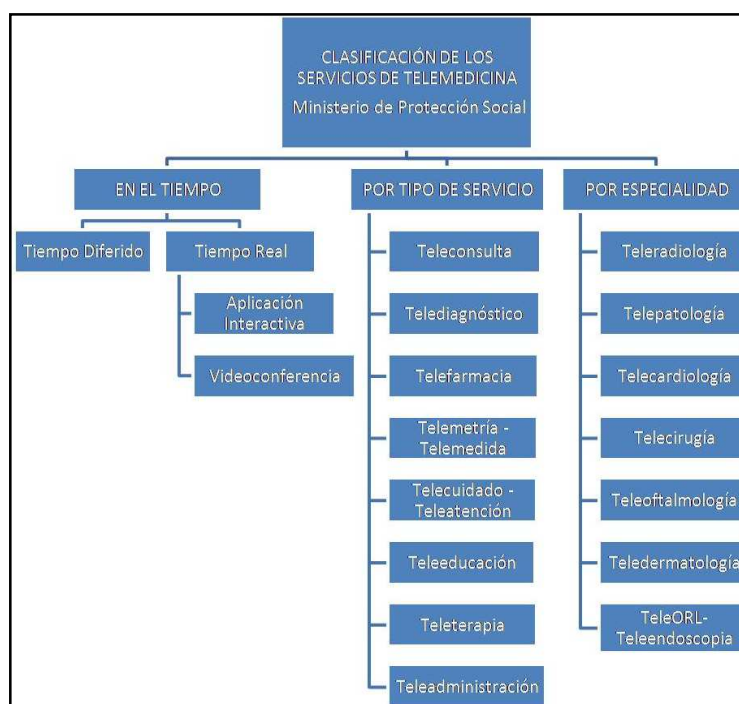 CLASIFICACIÓN DE LOS
SERVICIOS DE TELEMEDICINA
Ministerio de Protección Social
EN EL TIEMPO
Tiempo Diferido
Tiempo Real
Aplicación
Interactiva
Videoconferencia
POR TIPO DE SERVICIO
Teleconsulta
Telediagnóstico
Telefarmacia
Telemetría -
Telemedida
Telecuidado -
Teleatención
Teleeducación
Teleterapia
Teleadministración
POR ESPECIALIDAD
Teleradiología
Telepatología
Telecardiología
Telecirugía
Teleoftalmología
Teledermatología
TeleORL-
Teleendoscopia